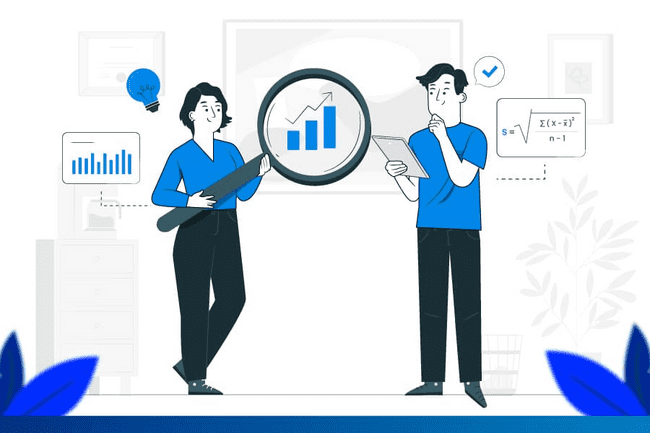 S = √ Σ(X - x̄)² / n - 1